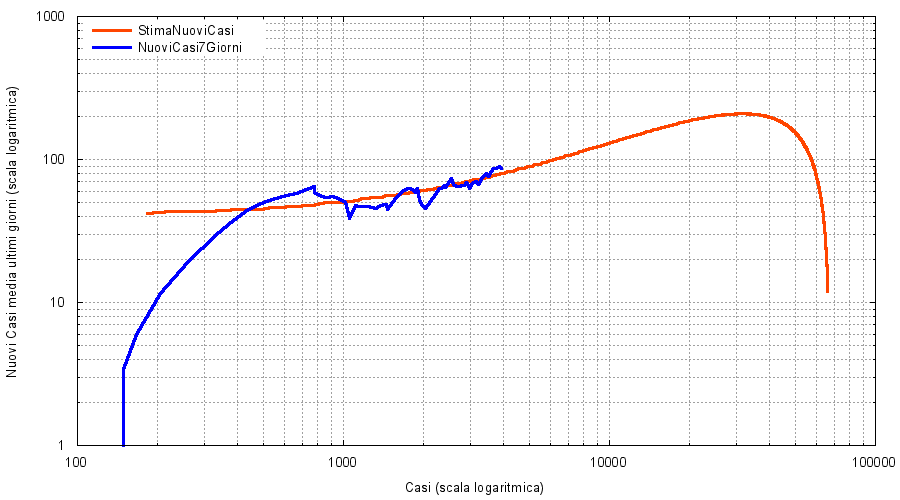 1000
100
10
1
100
1000
10000
100000
StimaNuoviCasi
NuoviCasi7Giorni
Nuovi Casi media ultimi giorni (scala logaritmica)
Casi (scala logaritmica)